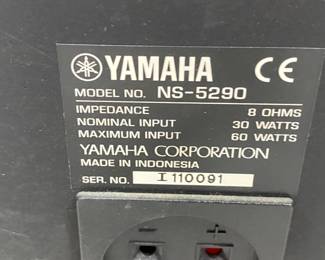 YAMAHA CE
MODEL NO. NS-5290
IMPEDANCE 8 OHMS
NOMINAL INPUT 30 WATTS
MAXIMUM INPUT 60 WATTS
YAMAHA CORPORATION
MADE IN INDONESIA
SER. NO. I110091
− +